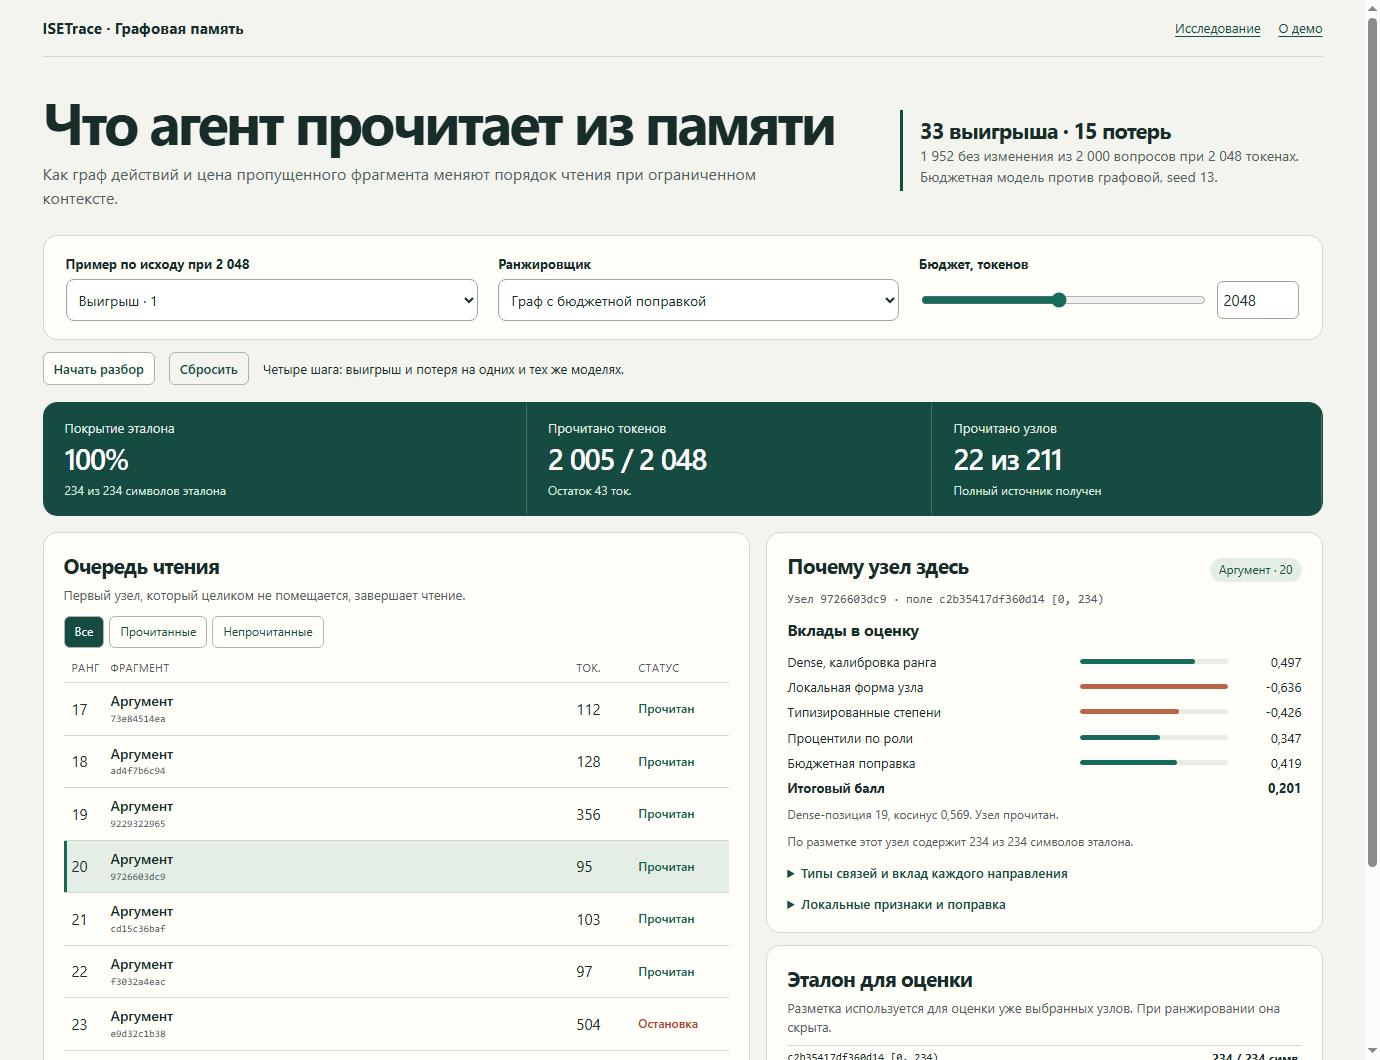 ISETrace · Графовая память
Исследование
О демо
Что агент прочитает из памяти
Как граф действий и цена пропущенного фрагмента меняют порядок чтения при ограниченном
контексте.
33 выигрыша · 15 потерь
1 952 без изменения из 2 000 вопросов при 2 048 токенах.
Бюджетная модель против графовой, seed 13.
Пример по исходу при 2 048
Выигрыш · 1
Ранжировщик
Граф с бюджетной поправкой
Бюджет, токенов
2048
Начать разбор
Сбросить
Четыре шага: выигрыш и потеря на одних и тех же моделях.
Покрытие эталона
100%
234 из 234 символов эталона
Прочитано токенов
2 005 / 2 048
Остаток 43 ток.
Прочитано узлов
22 из 211
Полный источник получен
Очередь чтения
Первый узел, который целиком не помещается, завершает чтение.
Все
Прочитанные
Непрочитанные
РАНГ ФРАГМЕНТ ТОК. СТАТУС
17 Аргумент 112 Прочитан
73e84514ea
18 Аргумент 128 Прочитан
ad4f7b6c94
19 Аргумент 356 Прочитан
9229322965
20 Аргумент 95 Прочитан
9726603dc9
21 Аргумент 103 Прочитан
cd15c36baf
22 Аргумент 97 Прочитан
f3032a4eac
23 Аргумент 504 Остановка
e9d32c1b38
Почему узел здесь
Аргумент · 20
Узел 9726603dc9 · поле c2b35417df360d14 [0, 234)
Вклады в оценку
Dense, калибровка ранга 0,497
Локальная форма узла -0,636
Типизированные степени -0,426
Процентили по роли 0,347
Бюджетная поправка 0,419
Итоговый балл 0,201
Dense-позиция 19, косинус 0,569. Узел прочитан.
По разметке этот узел содержит 234 из 234 символов эталона.
Типы связей и вклад каждого направления
Локальные признаки и поправка
Эталон для оценки
Разметка используется для оценки уже выбранных узлов. При ранжировании она
скрыта.
c2b35417df360d14 [0, 234) 234 / 234 симв.